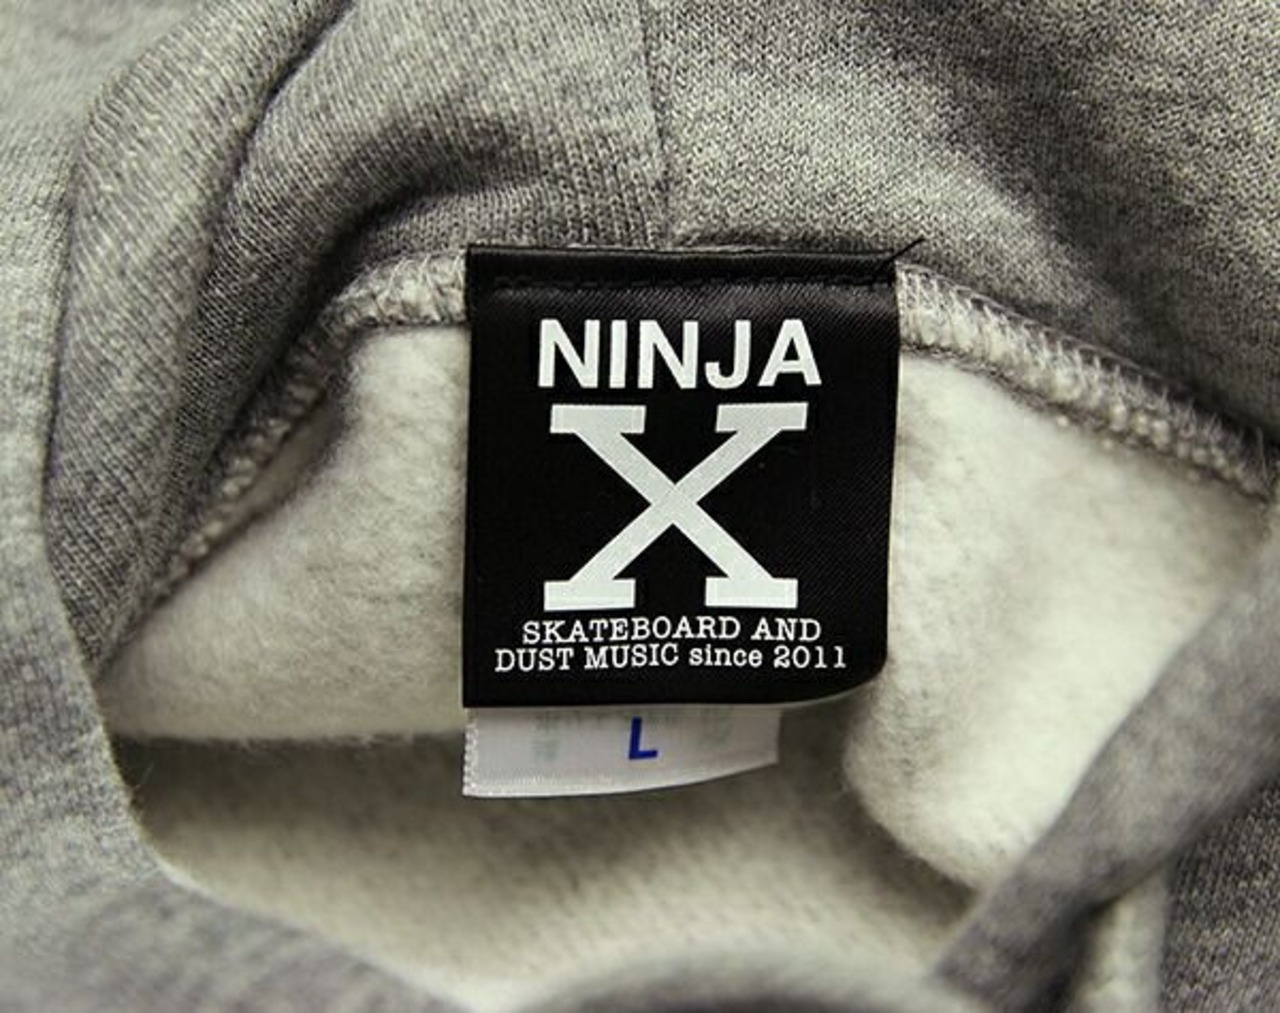 NINJA
X
SKATEBOARD AND
DUST MUSIC since 2011
L